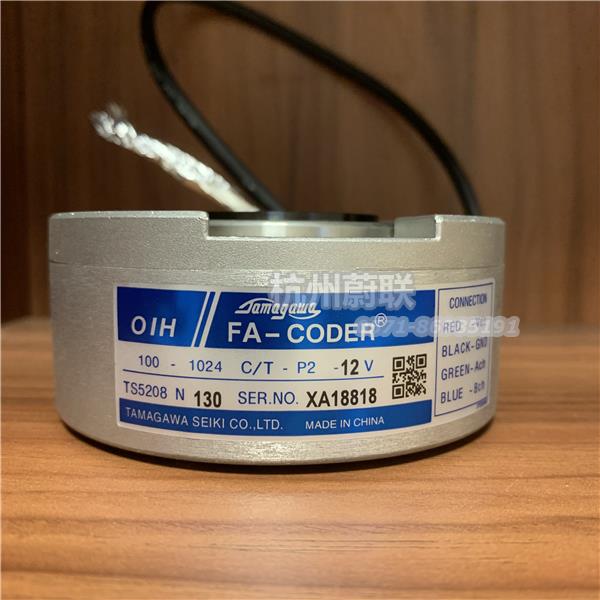 杭州蔚联
OIH
Tamagawa
FA-CODER®
100 - 1024 C/T - P2 -12 V
TS5208 N 130 SER.NO. XA18818
TAMAGAWA SEIKI CO.,LTD. MADE IN CHINA
CONNECTION
RED
BLACK-GND
GREEN-Ach
BLUE -Bch